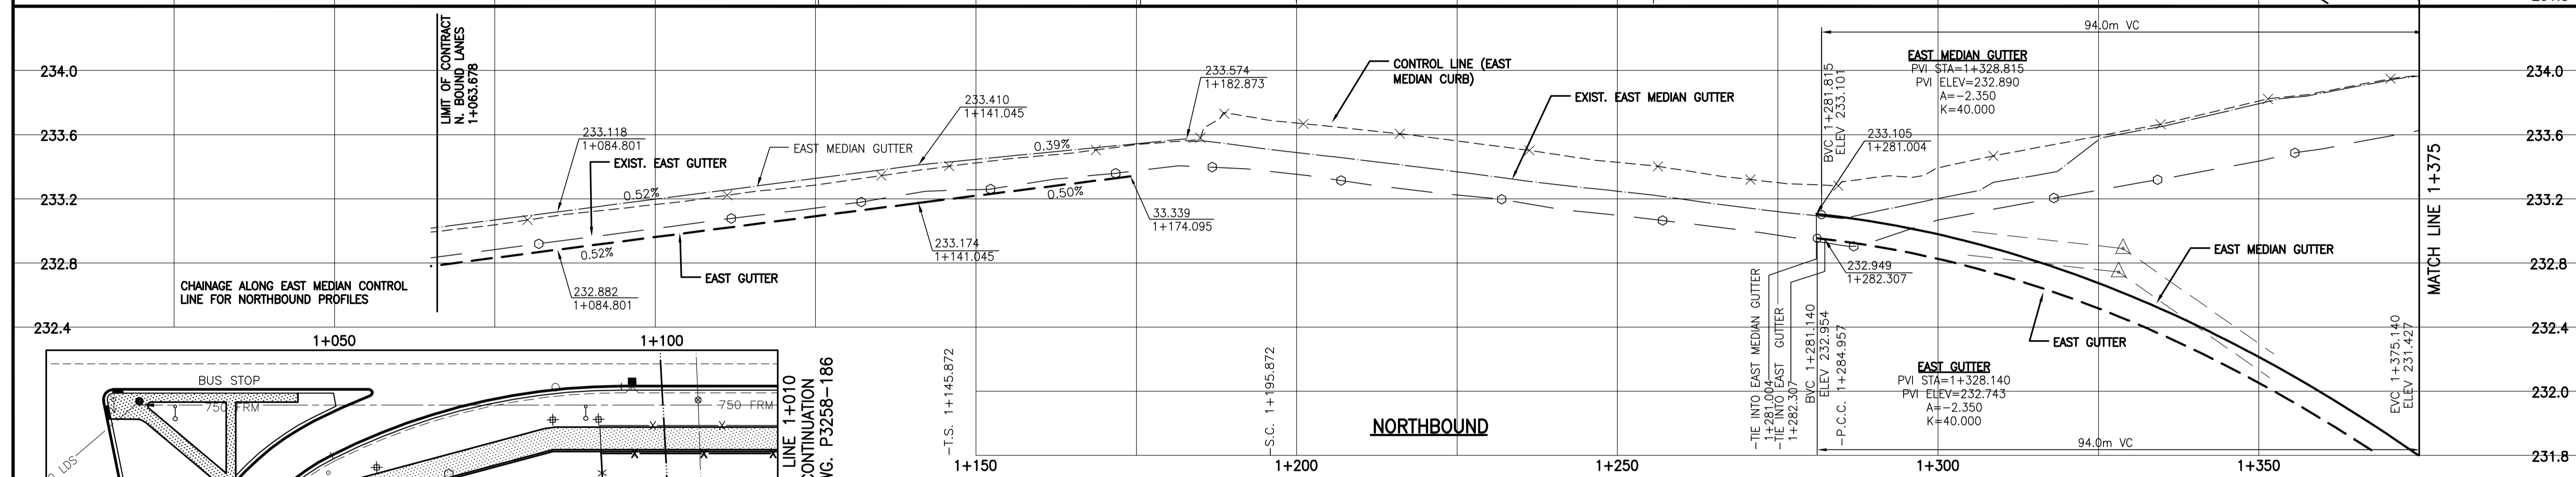 94.0m VC
LIMIT OF CONTRACT
N. BOUND LANES
1+063.678
234.0
233.6
233.2
232.8
232.4
233.118
1+084.801
EXIST. EAST GUTTER
EAST MEDIAN GUTTER
233.410
1+141.045
0.39%
233.574
1+182.873
CONTROL LINE (EAST
MEDIAN CURB)
EXIST. EAST MEDIAN GUTTER
BVC 1+281.815
ELEV 233.101
233.105
1+281.004
EAST MEDIAN GUTTER
PVI STA=1+328.815
PVI ELEV=232.890
A=-2.350
K=40.000
234.0
233.6
233.2
232.8
232.4
232.0
231.8
MATCH LINE 1+375
0.52%
0.50%
0.52%
33.339
1+174.095
233.174
1+141.045
EAST GUTTER
232.882
1+084.801
CHAINAGE ALONG EAST MEDIAN CONTROL
LINE FOR NORTHBOUND PROFILES
232.949
1+282.307
EAST MEDIAN GUTTER
EAST GUTTER
1+050
1+100
BUS STOP
750 FRM
750 FRM
LDS
LINE 1+010
CONTINUATION
WG. P3258-186
T.S. 1+145.872
S.C. 1+195.872
NORTHBOUND
TIE INTO EAST MEDIAN GUTTER
1+281.004
TIE INTO EAST GUTTER
1+282.307
BVC 1+281.140
ELEV 232.954
P.C.C. 1+284.957
EAST GUTTER
PVI STA=1+328.140
PVI ELEV=232.743
A=-2.350
K=40.000
94.0m VC
EVC 1+375.140
ELEV 231.427
1+150
1+200
1+250
1+300
1+350